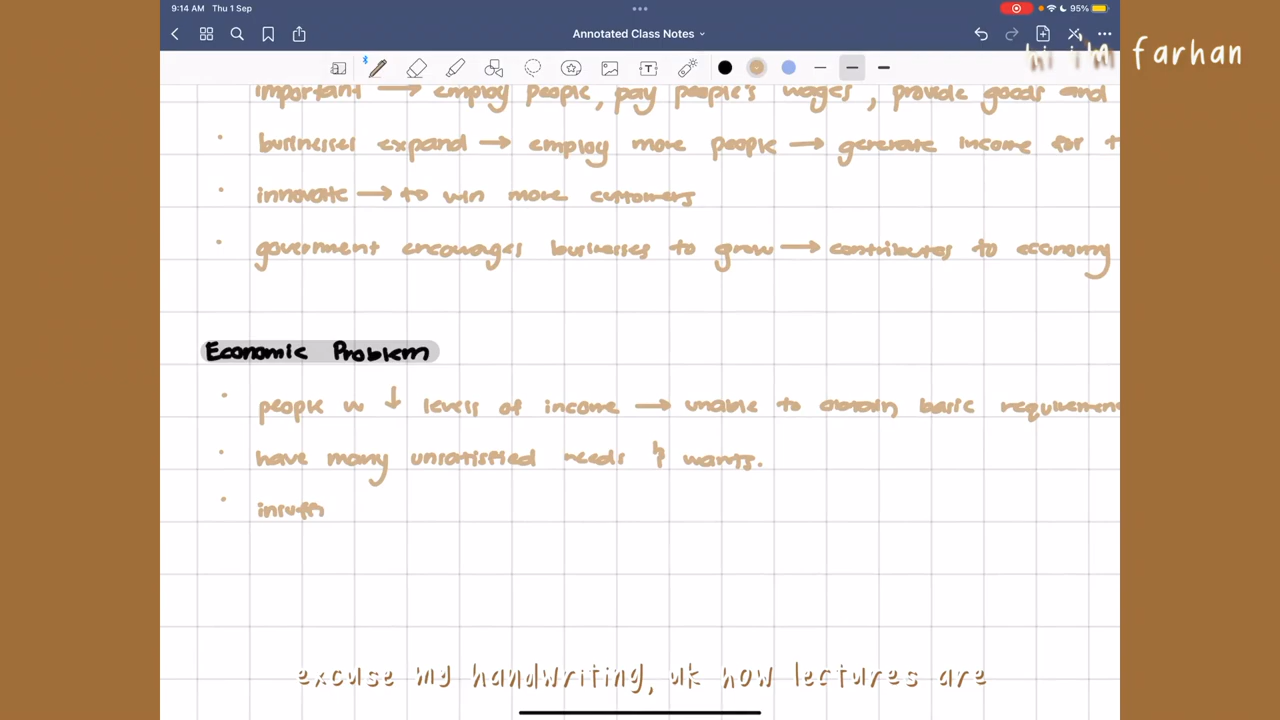 9:14 AM Thu 1 Sep
95%
Annotated Class Notes
hi i'm farhan
important → employ people, pay people's wages, provide goods and
• businesses expand → employ more people → generate income for t
• innovate → to win more customers
• government encourages businesses to grow → contributes to economy
Economic Problem
• people w ↓ levels of income → unable to obtain basic requiremen
• have many unsatisfied needs & wants.
• insuffi
excuse my handwriting, uk how lectures are